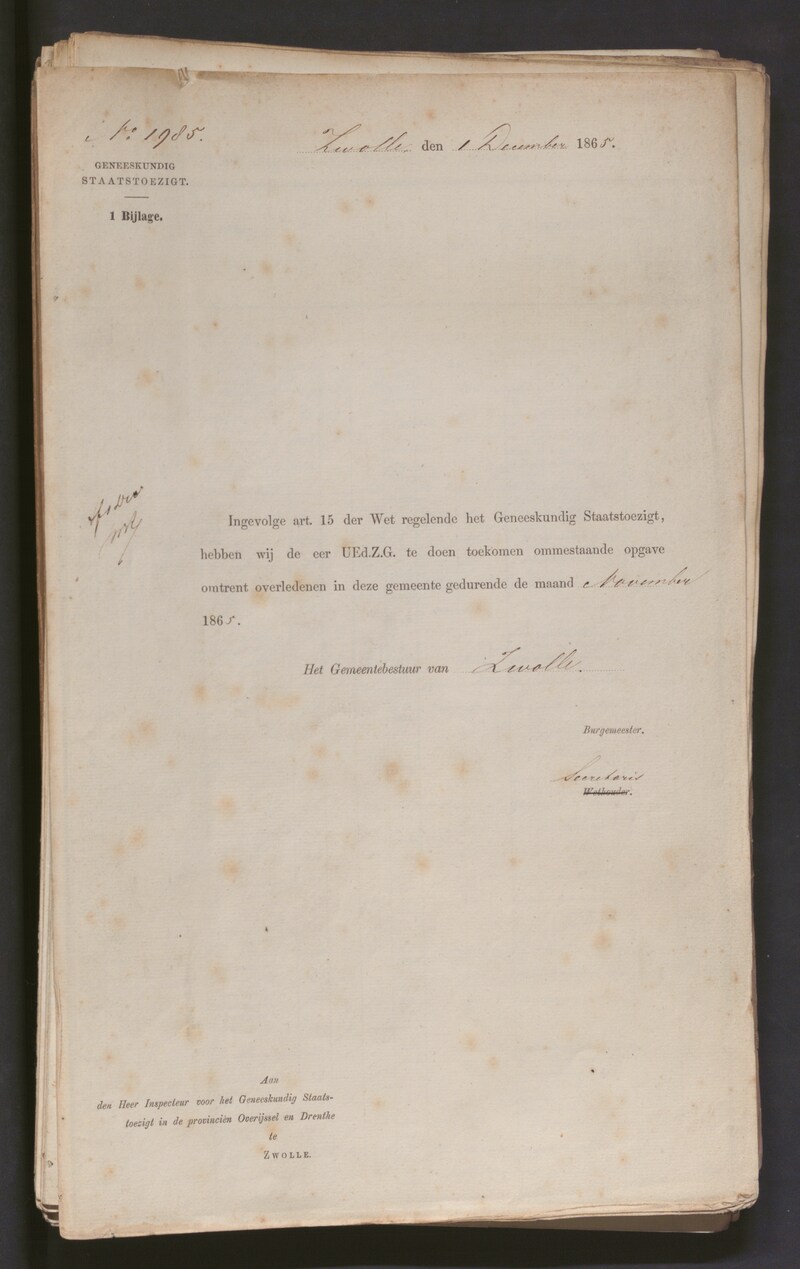 No. 1985.
Zwolle den 1 December 1865.
GENEESKUNDIG
STAATSTOEZIGT.
1 Bijlage.
Ingevolge art. 15 der Wet regelende het Geneeskundig Staatstoezigt,
hebben wij de eer UEd.Z.G. te doen toekomen ommestaande opgave
omtrent overledenen in deze gemeente gedurende de maand November
1865.
Het Gemeentebestuur van Zwolle.
Burgemeester.
Secretaris
Wethouder.
Aan
den Heer Inspecteur voor het Geneeskundig Staats-
toezigt in de provinciën Overijssel en Drenthe
te
ZWOLLE.